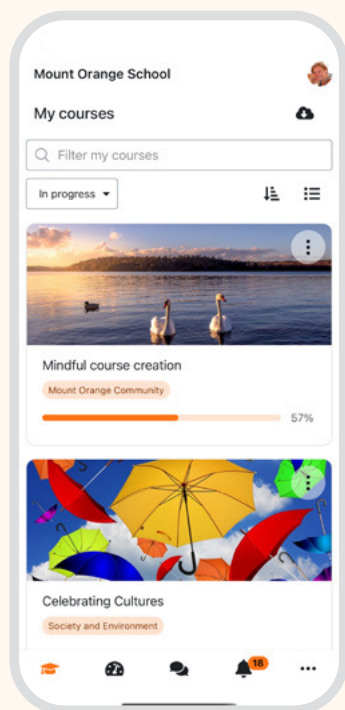 Mount Orange School
My courses
Filter my courses
In progress
Mindful course creation
Mount Orange Community
57%
Celebrating Cultures
Society and Environment
18